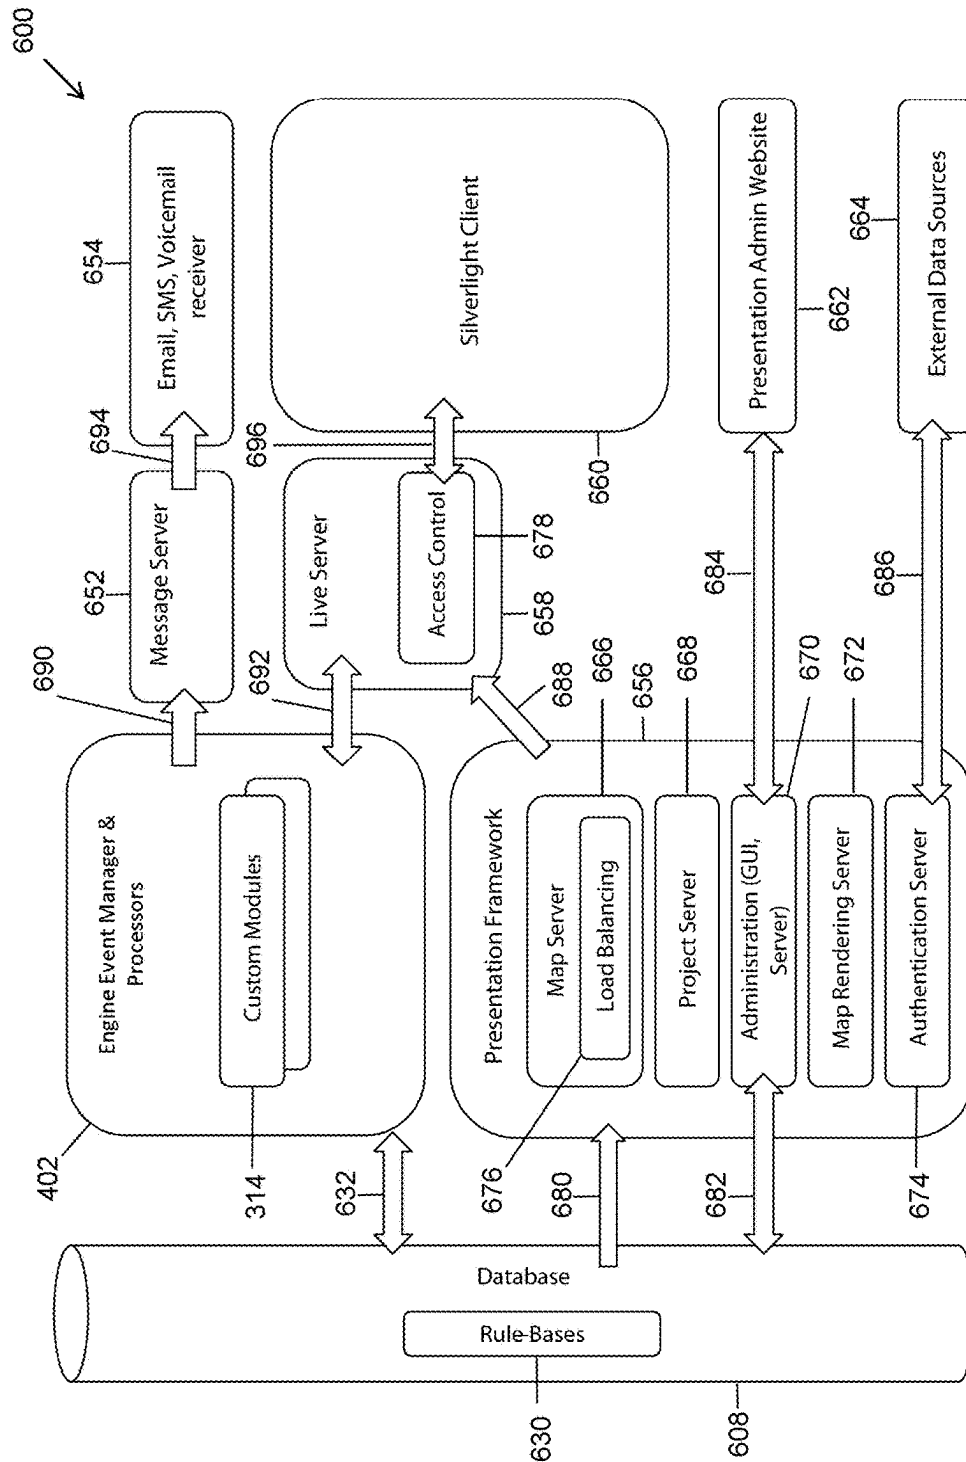 600
654
Email, SMS, Voicemail
receiver
694
652
Message Server
690
Engine Event Manager &
Processors
Custom Modules
402
314
632
Silverlight Client
660
696
Live Server
Access Control
678
658
692
688
Presentation Framework
656
Map Server
666
Load Balancing
676
Project Server
668
Administration (GUI,
Server)
670
Map Rendering Server
672
Authentication Server
674
680
682
684
Presentation Admin Website
662
686
664
External Data Sources
Database
Rule-Bases
630
608